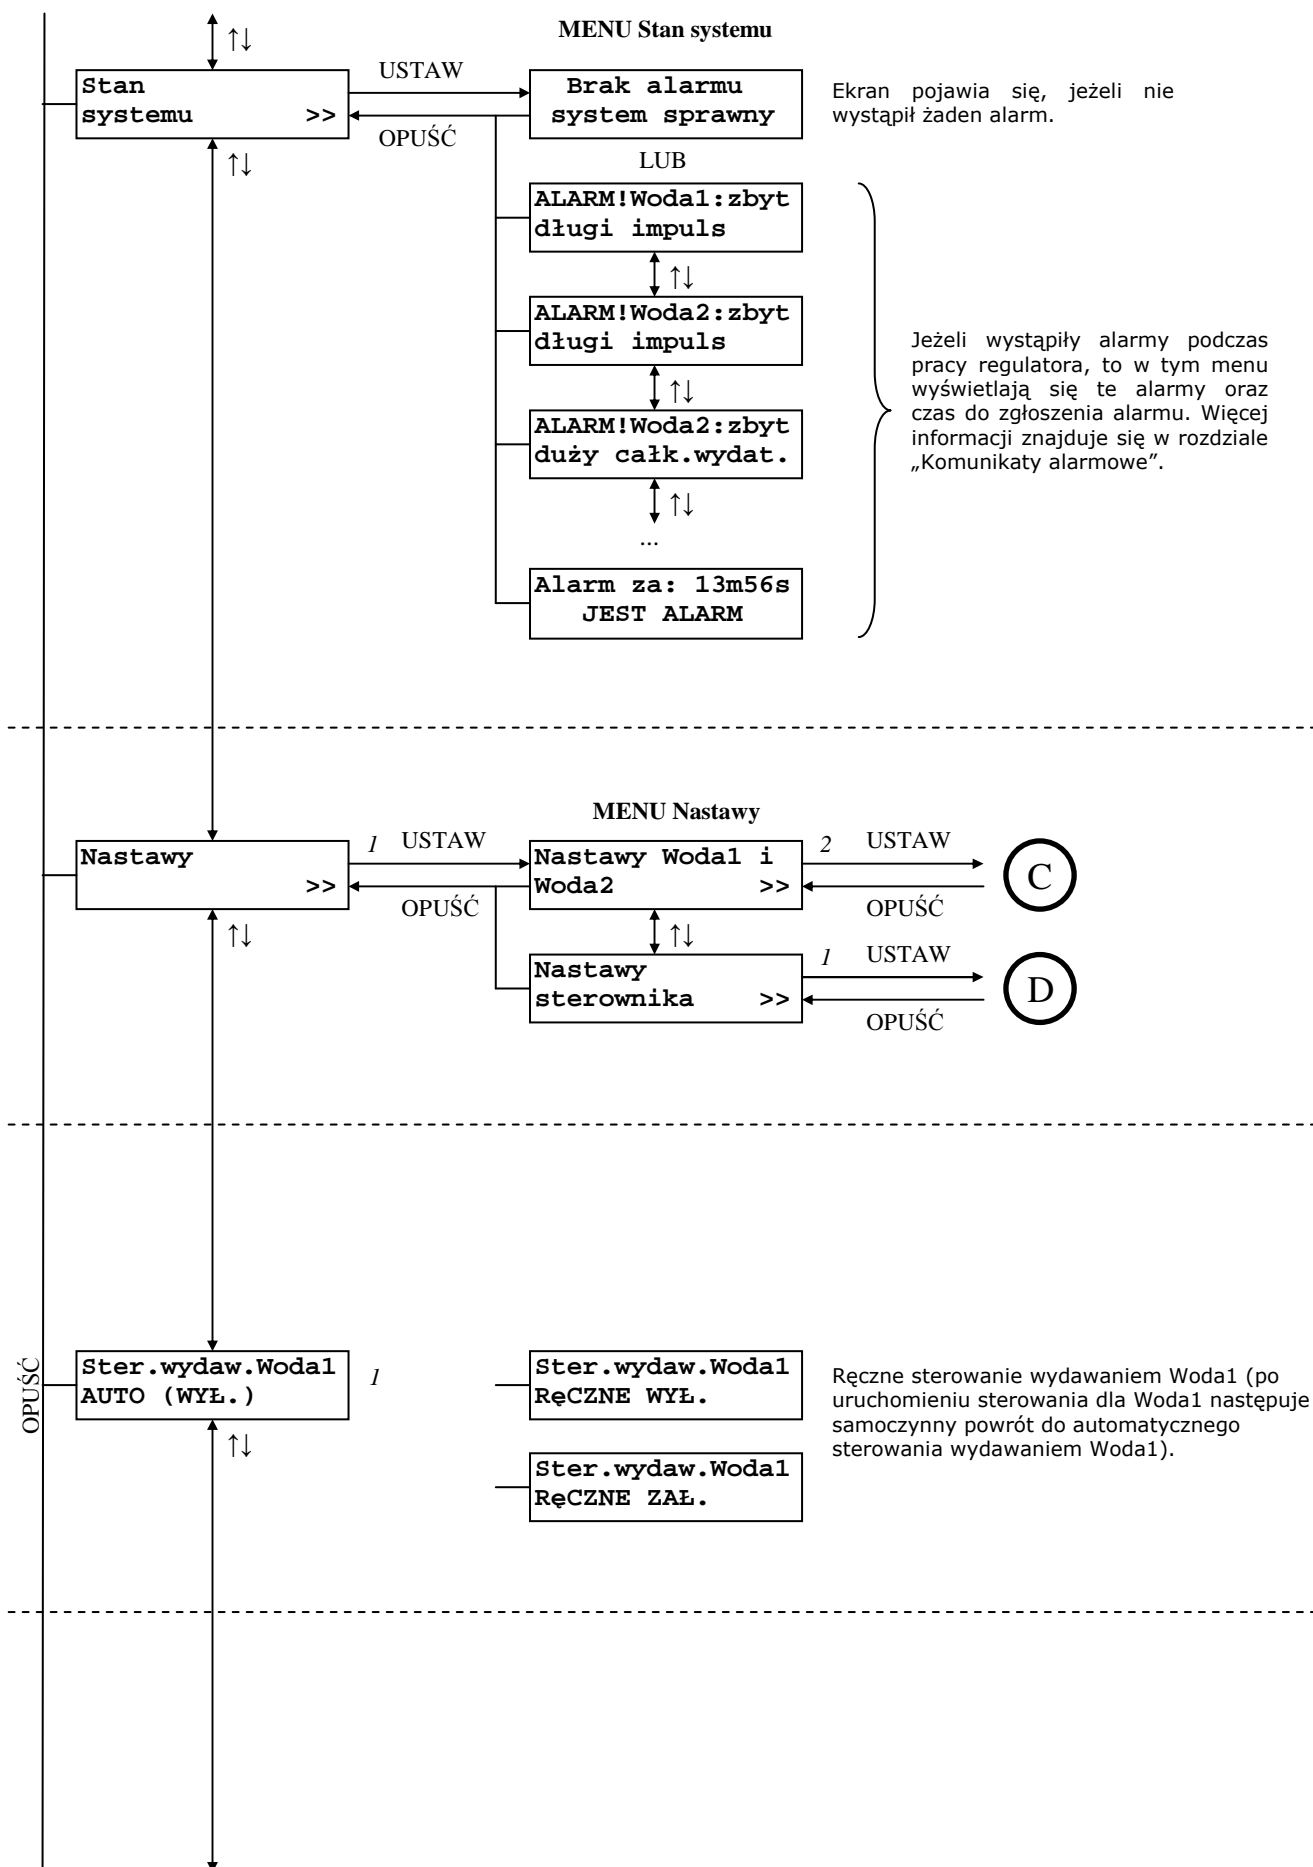 MENU Stan systemu
↑↓
Stan
systemu >>
USTAW
OPUŚĆ
Brak alarmu
system sprawny
Ekran pojawia się, jeżeli nie
wystąpił żaden alarm.
↑↓
LUB
ALARM!Woda1:zbyt
długi impuls
↑↓
ALARM!Woda2:zbyt
długi impuls
↑↓
ALARM!Woda2:zbyt
duży całk.wydat.
↑↓
...
Alarm za: 13m56s
JEST ALARM
Jeżeli wystąpiły alarmy podczas
pracy regulatora, to w tym menu
wyświetlają się te alarmy oraz
czas do zgłoszenia alarmu. Więcej
informacji znajduje się w rozdziale
„Komunikaty alarmowe”.
MENU Nastawy
Nastawy
>>
1 USTAW
OPUŚĆ
Nastawy Woda1 i
Woda2 >>
2 USTAW
OPUŚĆ
C
↑↓
↑↓
Nastawy
sterownika >>
1 USTAW
OPUŚĆ
D
OPUŚĆ
Ster.wydaw.Woda1
AUTO (WYŁ.)
1
Ster.wydaw.Woda1
RęCZNE WYŁ.
Ręczne sterowanie wydawaniem Woda1 (po
uruchomieniu sterowania dla Woda1 następuje
samoczynny powrót do automatycznego
sterowania wydawaniem Woda1).
↑↓
Ster.wydaw.Woda1
RęCZNE ZAŁ.